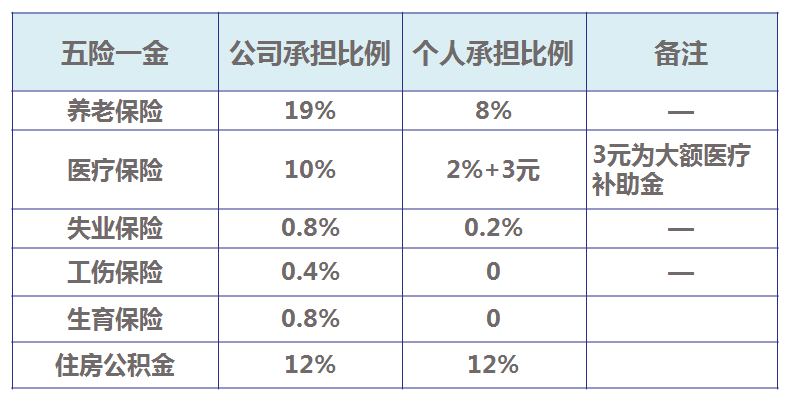 五险一金 公司承担比例 个人承担比例 备注
养老保险 19% 8% —
医疗保险 10% 2%+3元 3元为大额医疗
补助金
失业保险 0.8% 0.2% —
工伤保险 0.4% 0 —
生育保险 0.8% 0
住房公积金 12% 12%